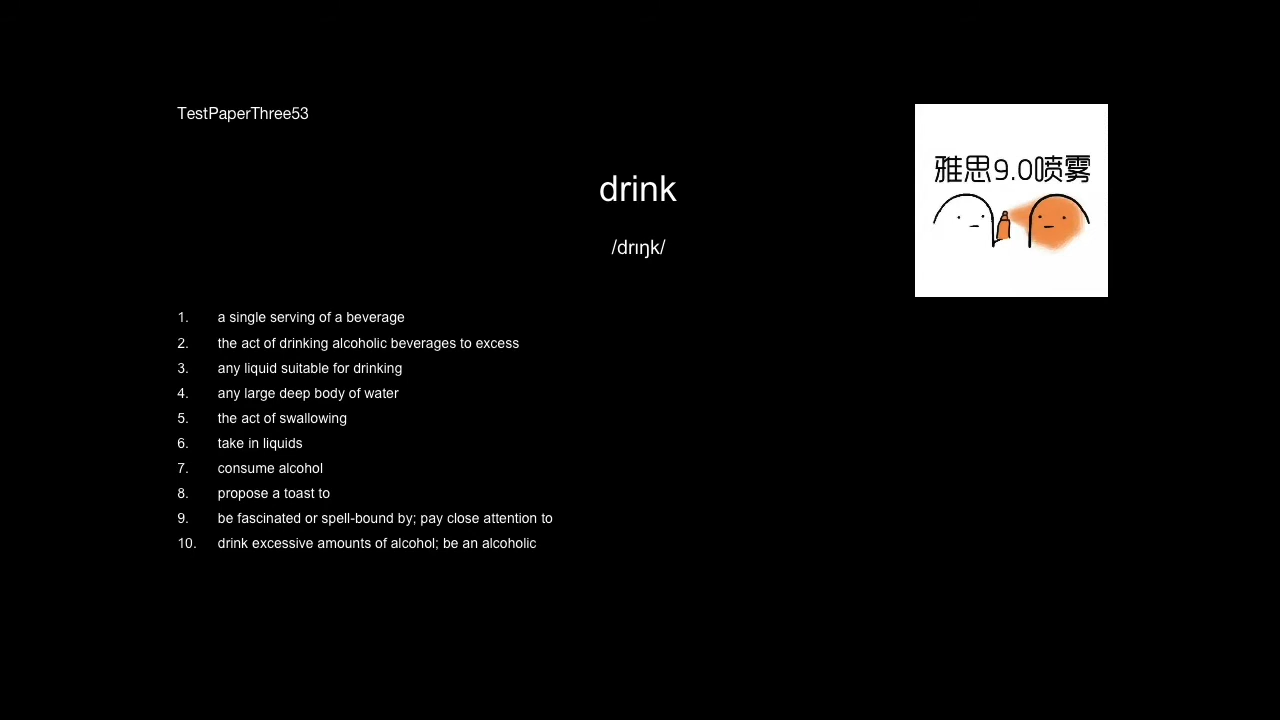 TestPaperThree53
雅思9.0喷雾
drink
/drɪŋk/
1. a single serving of a beverage
2. the act of drinking alcoholic beverages to excess
3. any liquid suitable for drinking
4. any large deep body of water
5. the act of swallowing
6. take in liquids
7. consume alcohol
8. propose a toast to
9. be fascinated or spell-bound by; pay close attention to
10. drink excessive amounts of alcohol; be an alcoholic